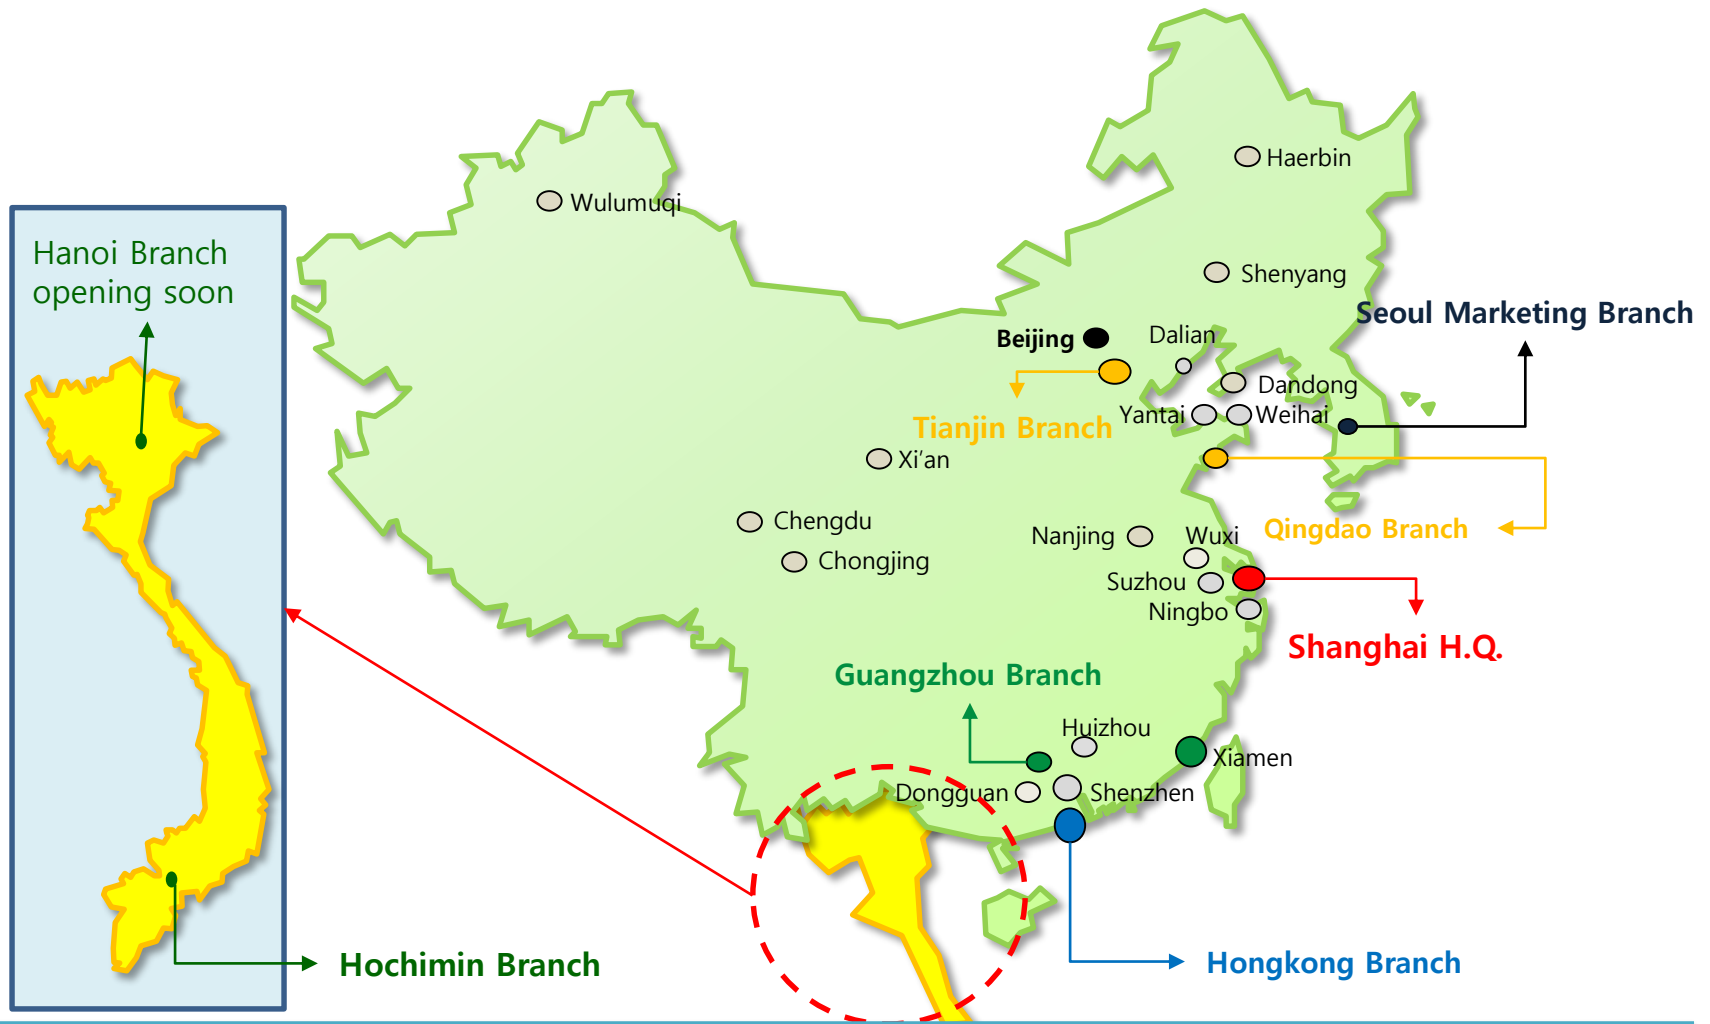 Haerbin
Wulumuqi
Hanoi Branch
opening soon
Shenyang
Seoul Marketing Branch
Beijing
Dalian
Dandong
Yantai
Weihai
Tianjin Branch
Xi’an
Chengdu
Qingdao Branch
Nanjing
Wuxi
Chongjing
Suzhou
Ningbo
Shanghai H.Q.
Guangzhou Branch
Huizhou
Xiamen
Dongguan
Shenzhen
Hochimin Branch
Hongkong Branch